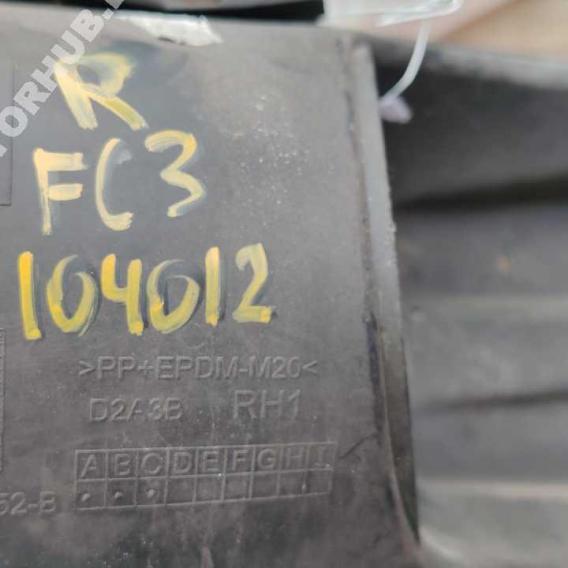 R
FC3
104012
>PP+EPDM-M20<
D2A3B RH1
A B C D E F G H I
52-B